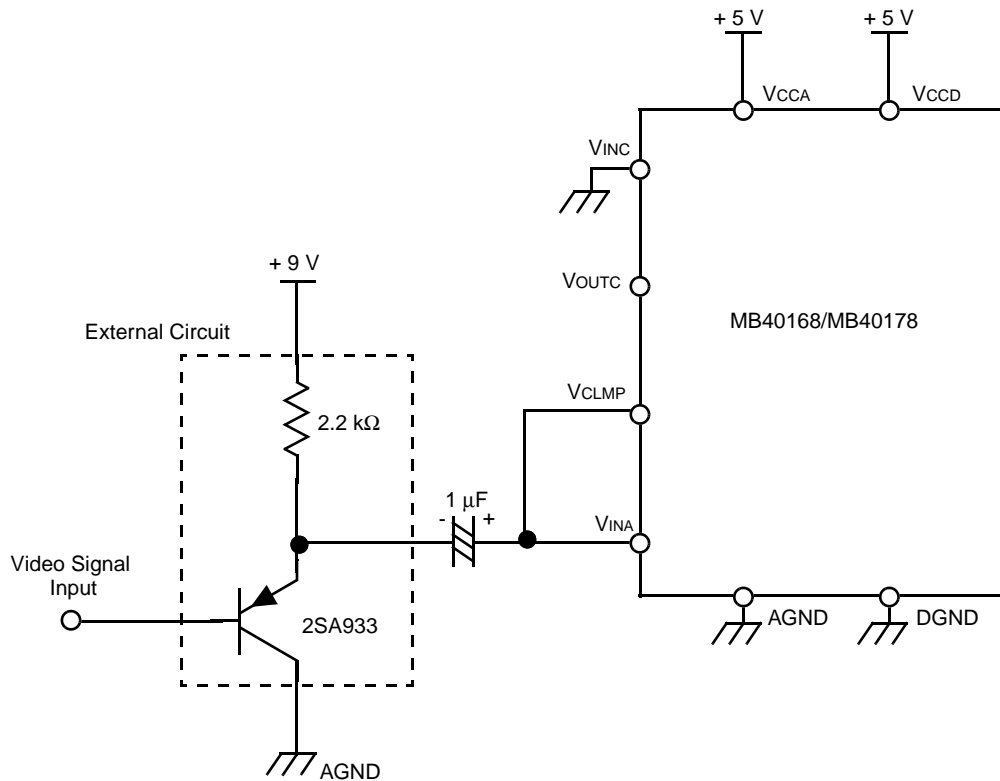 + 5 V
+ 5 V
VCCA
VCCD
VINC
+ 9 V
VOUTC
MB40168/MB40178
External Circuit
VCLMP
2.2 kΩ
1 μF
- +
VINA
Video Signal
Input
2SA933
AGND
DGND
AGND